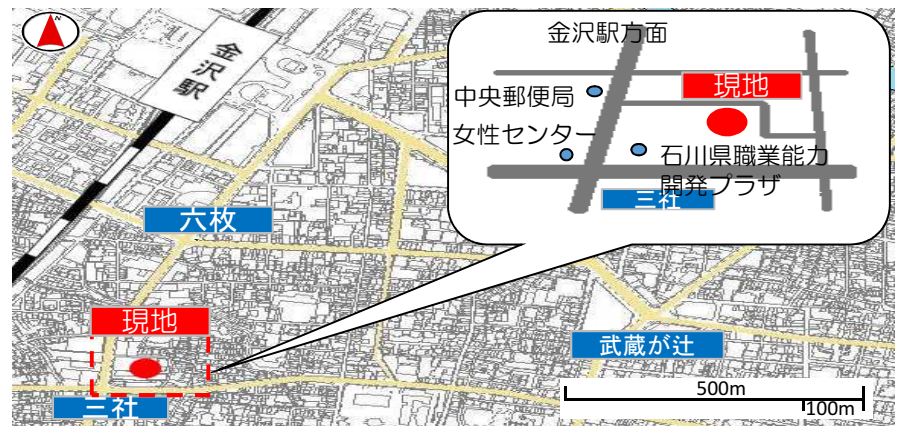 N
金沢駅
六枚
現地
三社
武蔵が辻
500m
100m
金沢駅方面
現地
中央郵便局
女性センター
石川県職業能力
開発プラザ
三社